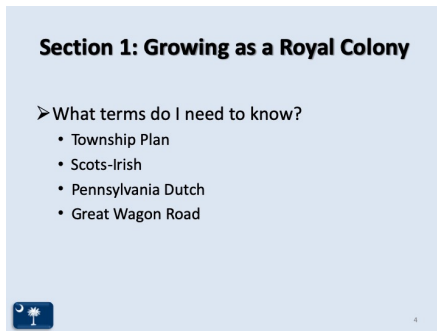 Section 1: Growing as a Royal Colony
➢What terms do I need to know?
• Township Plan
• Scots-Irish
• Pennsylvania Dutch
• Great Wagon Road
4